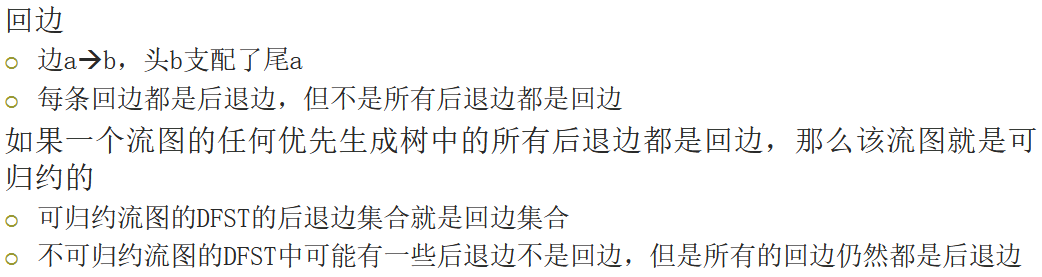 回边
○ 边a→b，头b支配了尾a
○ 每条回边都是后退边，但不是所有后退边都是回边
如果一个流图的任何优先生成树中的所有后退边都是回边，那么该流图就是可
归约的
○ 可归约流图的DFST的后退边集合就是回边集合
○ 不可归约流图的DFST中可能有一些后退边不是回边，但是所有的回边仍然都是后退边